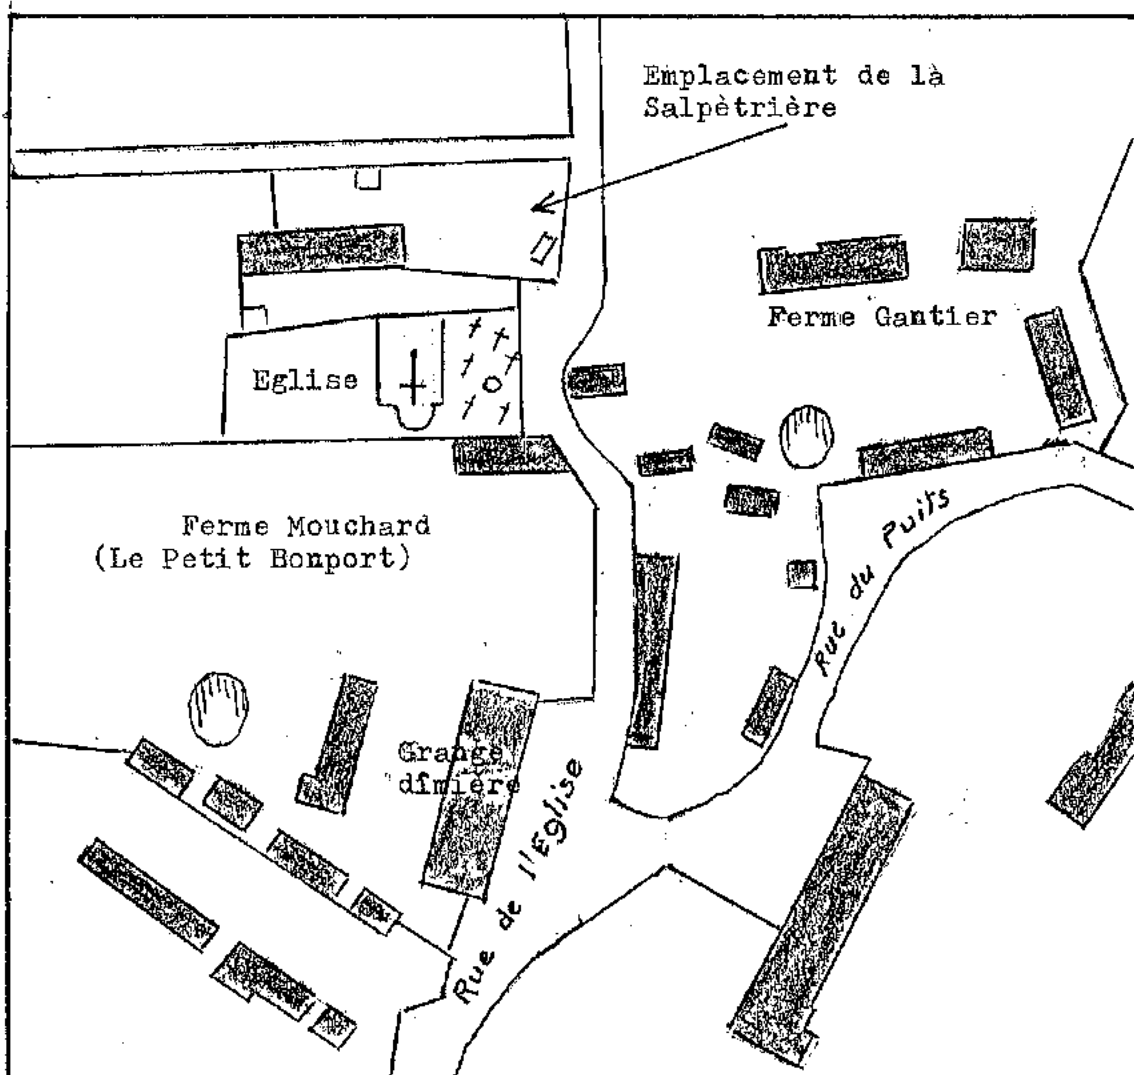 Emplacement de là
Salpètrière
Ferme Gantier
Eglise
Ferme Mouchard
(Le Petit Bonport)
Rue du Puits
Grange
dîmière
Rue de l'Eglise